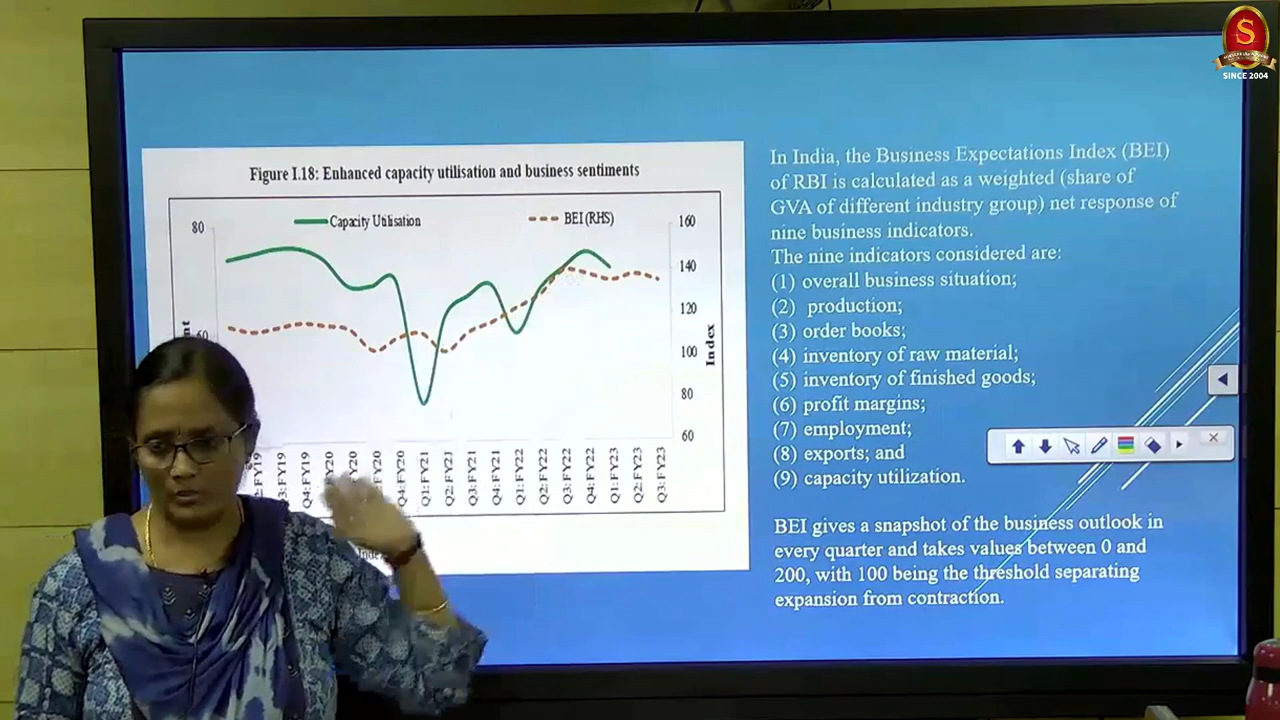 S
SINCE 2004
Figure I.18: Enhanced capacity utilisation and business sentiments
Capacity Utilisation
BEI (RHS)
80
160
140
120
100
80
60
Index
Q3:FY19
Q4:FY19
Q4:FY20
Q1:FY21
Q2:FY21
Q3:FY21
Q4:FY21
Q1:FY22
Q2:FY22
Q3:FY22
Q4:FY22
Q1:FY23
Q2:FY23
Q3:FY23
In India, the Business Expectations Index (BEI)
of RBI is calculated as a weighted (share of
GVA of different industry group) net response of
nine business indicators.
The nine indicators considered are:
(1) overall business situation;
(2) production;
(3) order books;
(4) inventory of raw material;
(5) inventory of finished goods;
(6) profit margins;
(7) employment;
(8) exports; and
(9) capacity utilization.
BEI gives a snapshot of the business outlook in
every quarter and takes values between 0 and
200, with 100 being the threshold separating
expansion from contraction.